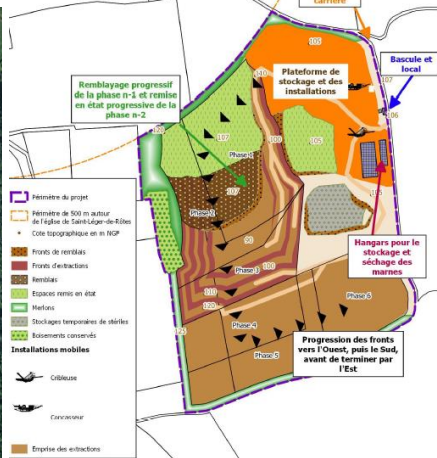 carrière
Bascule et
local
Plateforme de
stockage et des
installations
Remblayage progressif
de la phase n-1 et remise
en état progressive de la
phase n-2
105
107
106
110
120
107
100
105
Phase 1
107
Phase 2
90
Phase 3
100
110
120
125
Phase 4
Phase 5
Phase 6
Hangars pour le
stockage et
séchage des
marnes
Progression des fronts
vers l'Ouest, puis le Sud,
avant de terminer par
l'Est
Périmètre du projet
Périmètre de 500 m autour
de l'église de Saint-Léger-de-Rôtes
Cote topographique en m NGF
Fronts de remblais
Fronts d'extractions
Remblais
Espaces remis en état
Merlons
Stockages temporaires de stériles
Boisements conservés
Installations mobiles
Cribleuse
Concasseur
Emprise des extractions